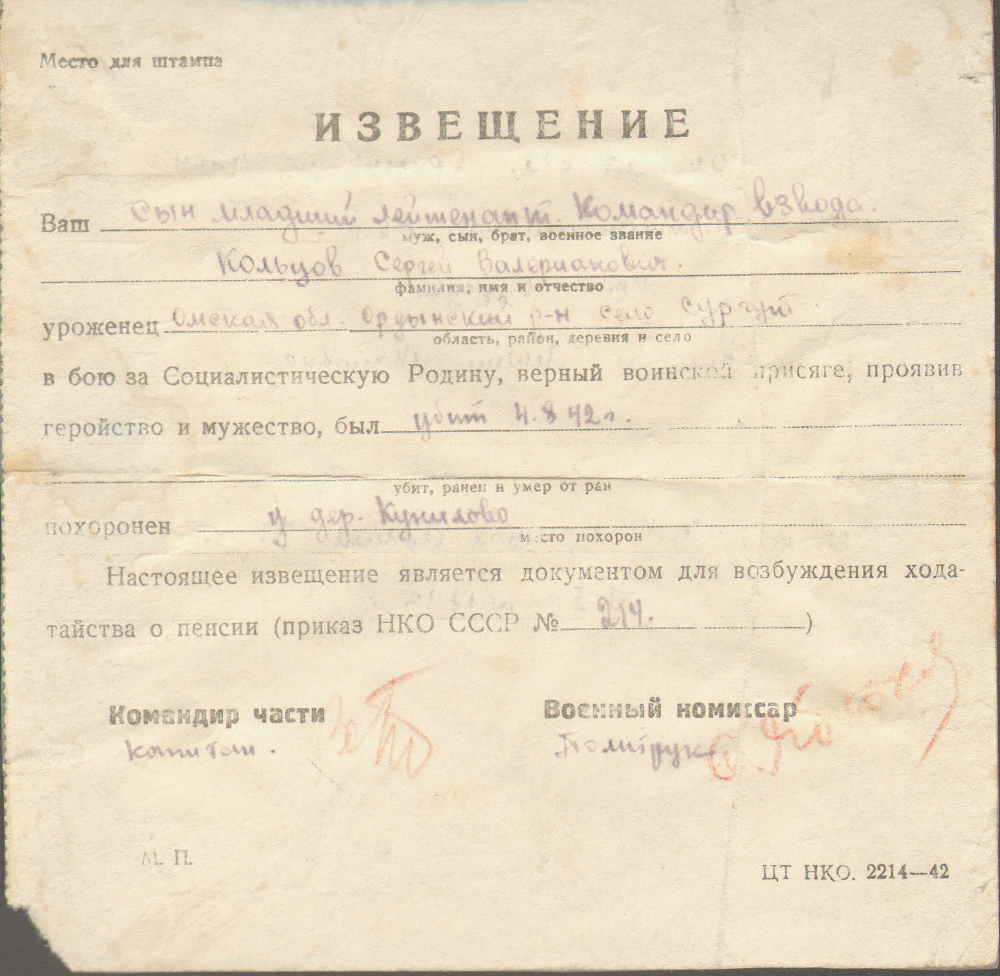 Место для штампа
ИЗВЕЩЕНИЕ
Ваш сын младший лейтенант. Командир взвода.
муж, сын, брат, военное звание
Кольцов Сергей Валерианович.
фамилия, имя и отчество
уроженец Омская обл. Ордынский р-н село Сургут
область, район, деревня и село
в бою за Социалистическую Родину, верный воинской присяге, проявив
геройство и мужество, был убит 4.8 42 г.
убит, ранен и умер от ран
похоронен у дер. Кунилово
место похорон
Настоящее извещение является документом для возбуждения хода-
тайства о пенсии (приказ НКО СССР № 214. )
Командир части Военный комиссар
капитан. Политрук
М. П.
ЦТ НКО. 2214—42